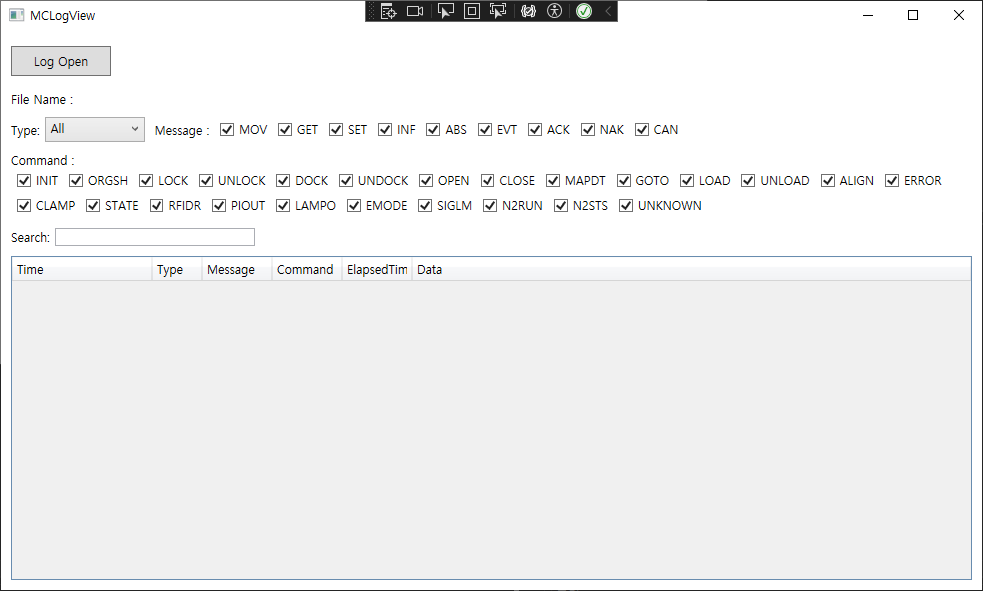 MCLogView
Log Open
File Name :
Type: All Message : MOV GET SET INF ABS EVT ACK NAK CAN
Command :
INIT ORGSH LOCK UNLOCK DOCK UNDOCK OPEN CLOSE MAPDT GOTO LOAD UNLOAD ALIGN ERROR
CLAMP STATE RFIDR PIOUT LAMPO EMODE SIGLM N2RUN N2STS UNKNOWN
Search:
Time Type Message Command ElapsedTim Data